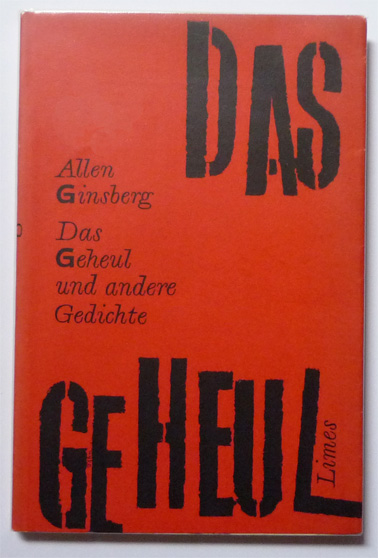 DAS
Allen
Ginsberg
Das
Geheul
und andere
Gedichte
GEHEUL
Limes